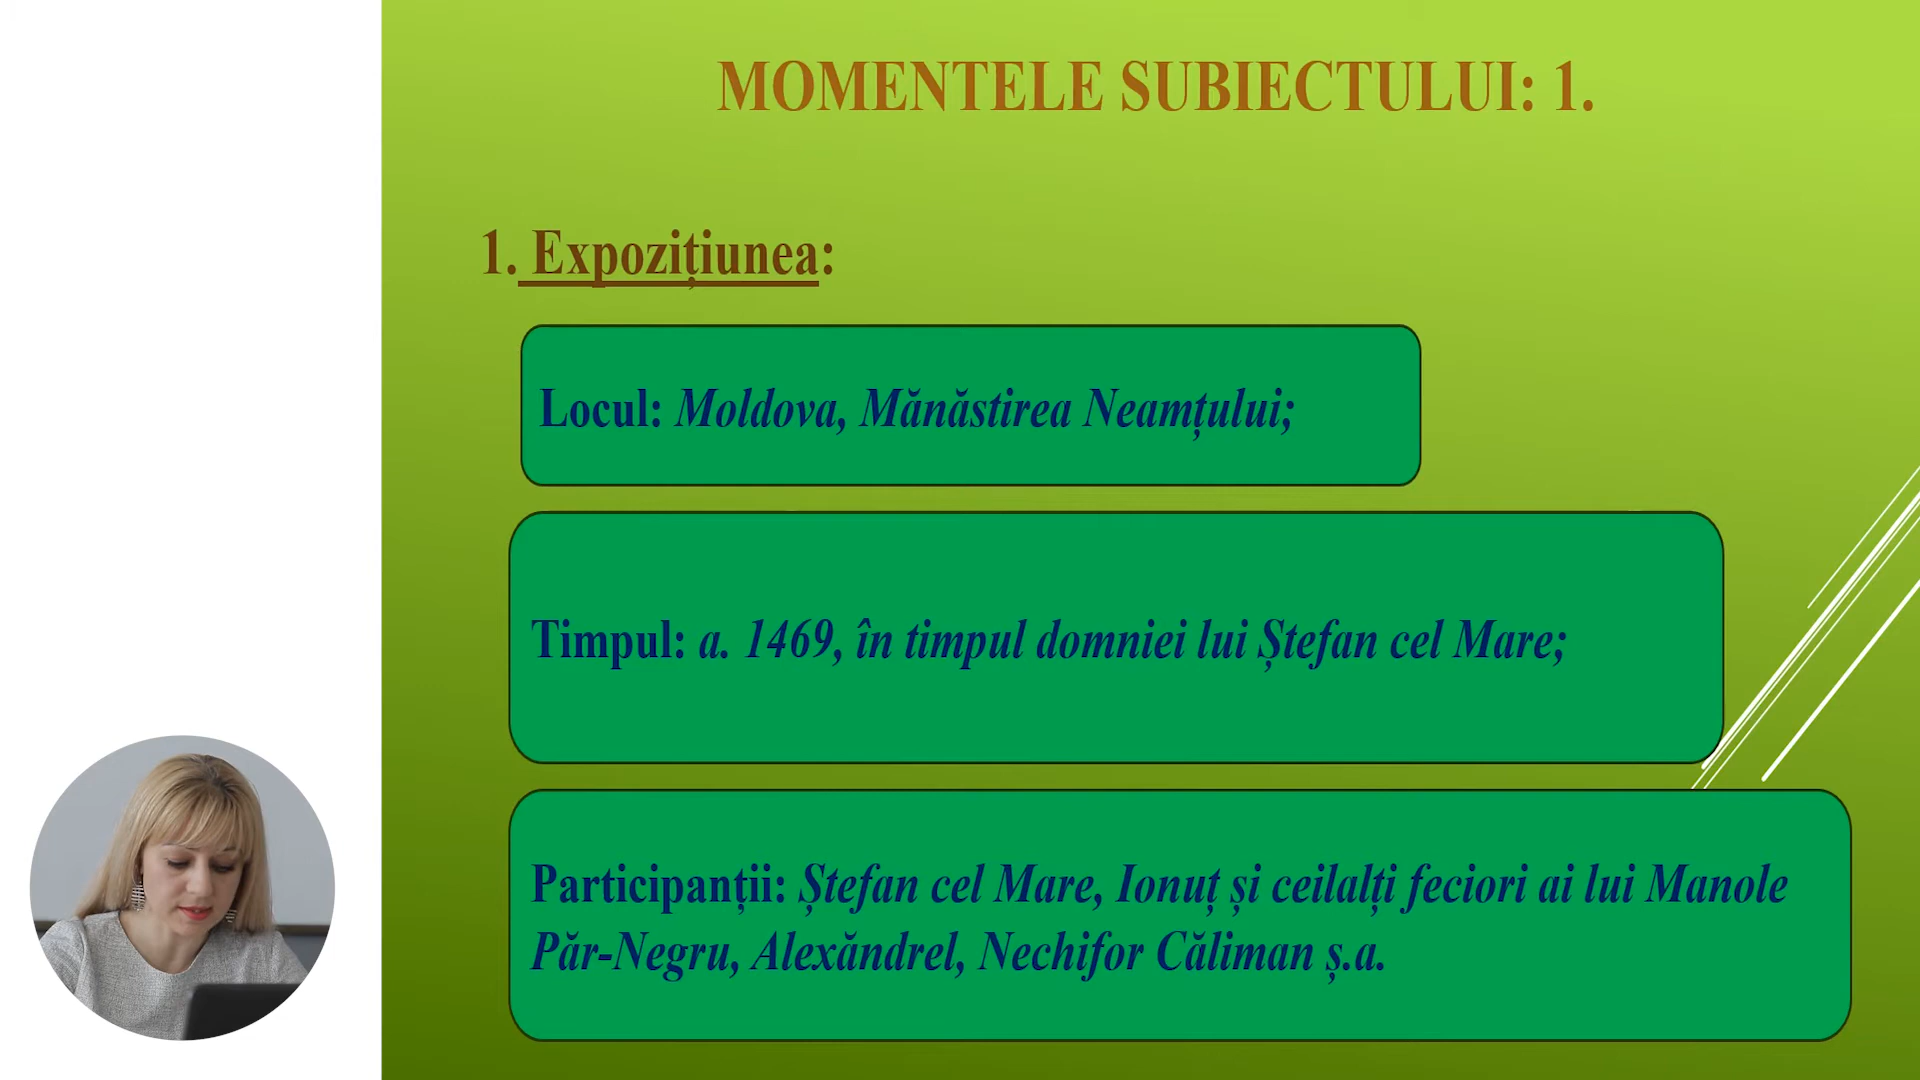 MOMENTELE SUBIECTULUI: 1.
1. Expozițiunea:
Locul: Moldova, Mănăstirea Neamțului;
Timpul: a. 1469, în timpul domniei lui Ștefan cel Mare;
Participanții: Ștefan cel Mare, Ionuț și ceilalți feciori ai lui Manole
Păr-Negru, Alexăndrel, Nechifor Căliman ș.a.